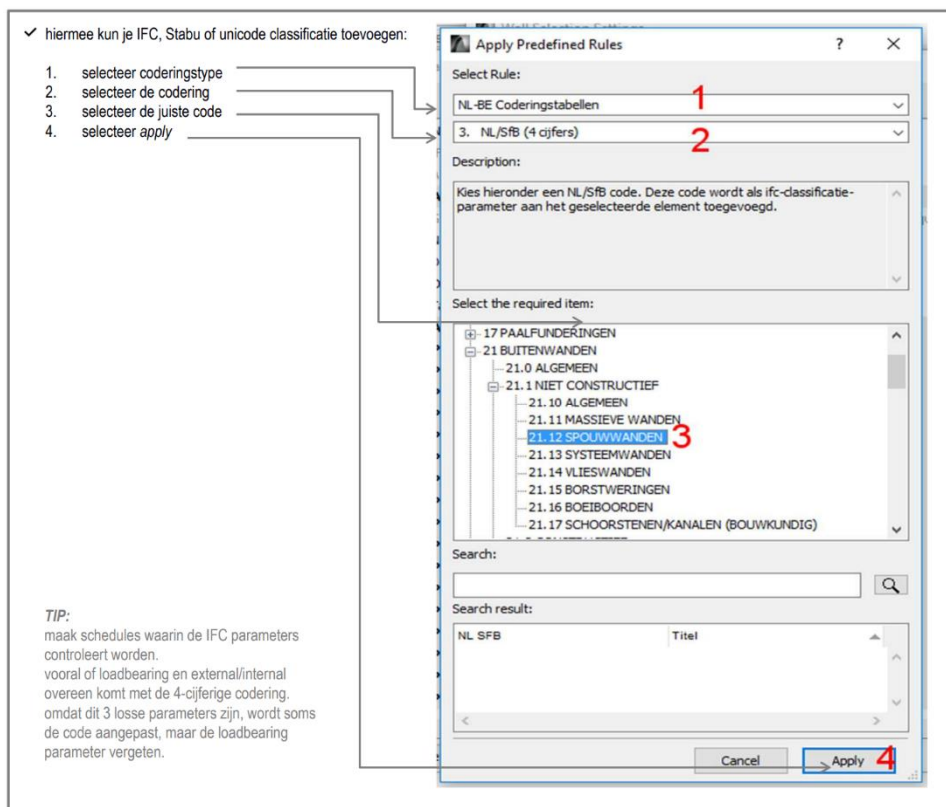 ✓ hiermee kun je IFC, Stabu of unicode classificatie toevoegen:
1. selecteer coderingstype
2. selecteer de codering
3. selecteer de juiste code
4. selecteer apply
TIP:
maak schedules waarin de IFC parameters
controleert worden.
vooral of loadbearing en external/internal
overeen komt met de 4-cijferige codering.
omdat dit 3 losse parameters zijn, wordt soms
de code aangepast, maar de loadbearing
parameter vergeten.
Apply Predefined Rules ? ×
Select Rule:
NL-BE Coderingstabellen 1
3. NL/SfB (4 cijfers) 2
Description:
Kies hieronder een NL/SfB code. Deze code wordt als ifc-classificatie-
parameter aan het geselecteerde element toegevoegd.
Select the required item:
17 PAALFUNDERINGEN
21 BUITENWANDEN
21.0 ALGEMEEN
21.1 NIET CONSTRUCTIEF
21.10 ALGEMEEN
21.11 MASSIEVE WANDEN
21.12 SPOUWWANDEN 3
21.13 SYSTEEMWANDEN
21.14 VLIESWANDEN
21.15 BORSTWERINGEN
21.16 BOEIBOORDEN
21.17 SCHOORSTENEN/KANALEN (BOUWKUNDIG)
Search:
Search result:
NL SFB Titel
Cancel Apply 4